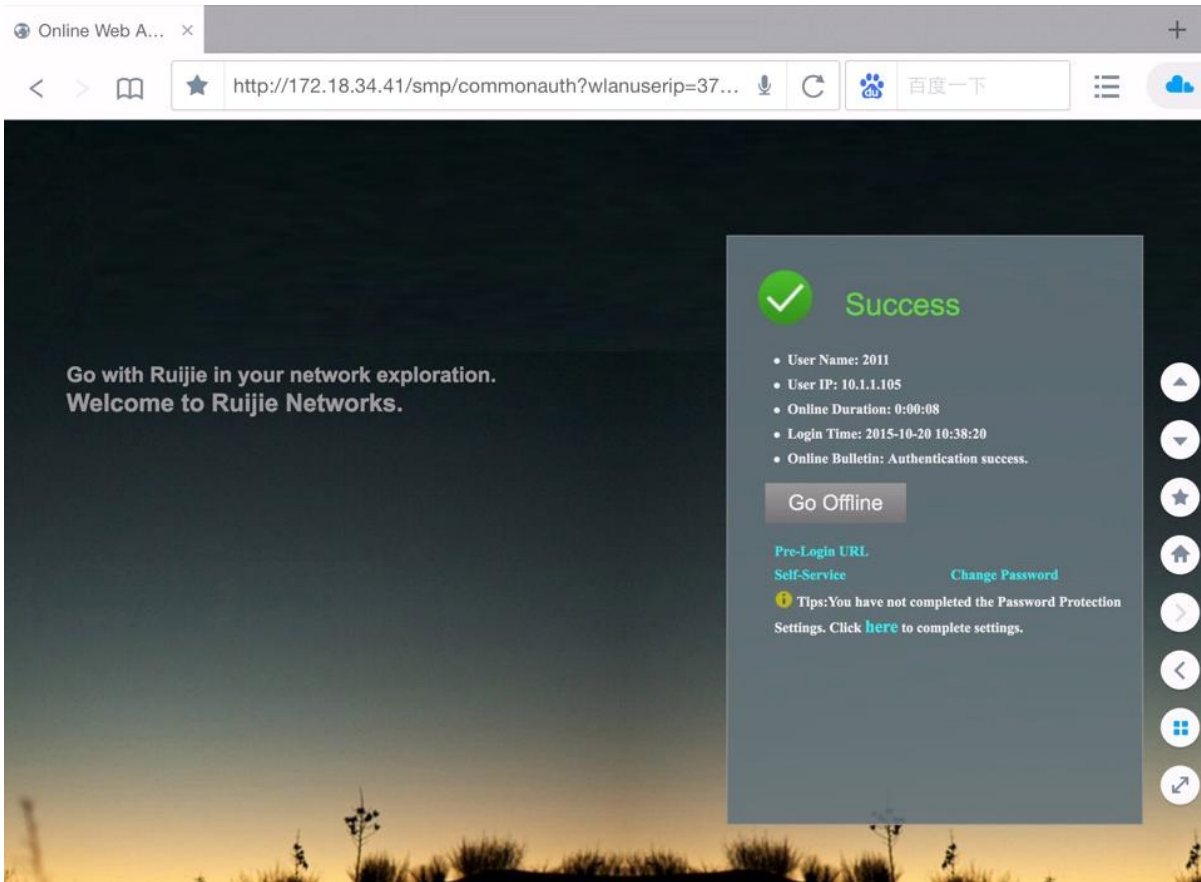 Online Web A...
http://172.18.34.41/smp/commonauth?wlanuserip=37...
du
百度一下
Go with Ruijie in your network exploration.
Welcome to Ruijie Networks.
Success
User Name: 2011
User IP: 10.1.1.105
Online Duration: 0:00:08
Login Time: 2015-10-20 10:38:20
Online Bulletin: Authentication success.
Go Offline
Pre-Login URL
Self-Service Change Password
Tips:You have not completed the Password Protection
Settings. Click here to complete settings.